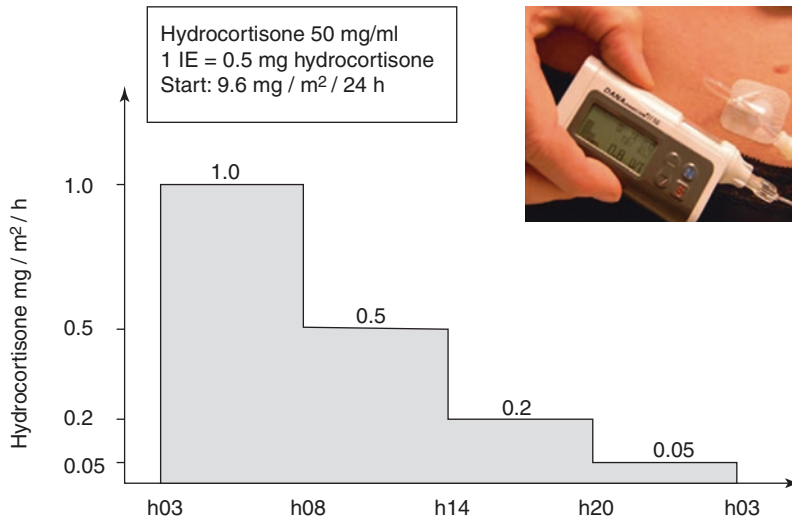 Hydrocortisone 50 mg/ml
1 IE = 0.5 mg hydrocortisone
Start: 9.6 mg / m² / 24 h
DANA
Hydrocortisone mg / m² / h
1.0
0.5
0.2
0.05
1.0
0.5
0.2
0.05
h03 h08 h14 h20 h03